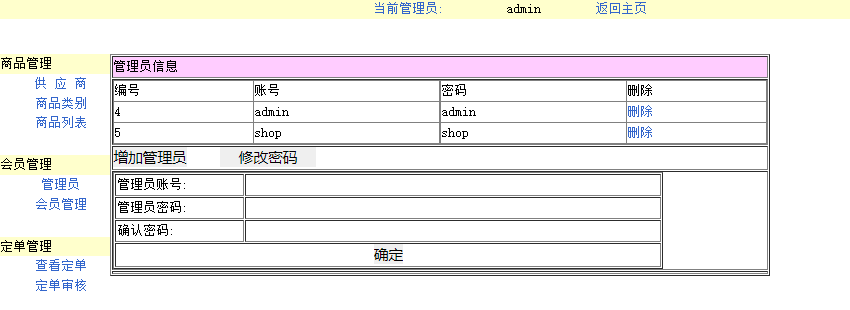 当前管理员: admin 返回主页
商品管理
供 应 商
商品类别
商品列表
会员管理
管理员
会员管理
定单管理
查看定单
定单审核
管理员信息
编号 账号 密码 删除
4 admin admin 删除
5 shop shop 删除
增加管理员 修改密码
管理员账号:
管理员密码:
确认密码:
确定